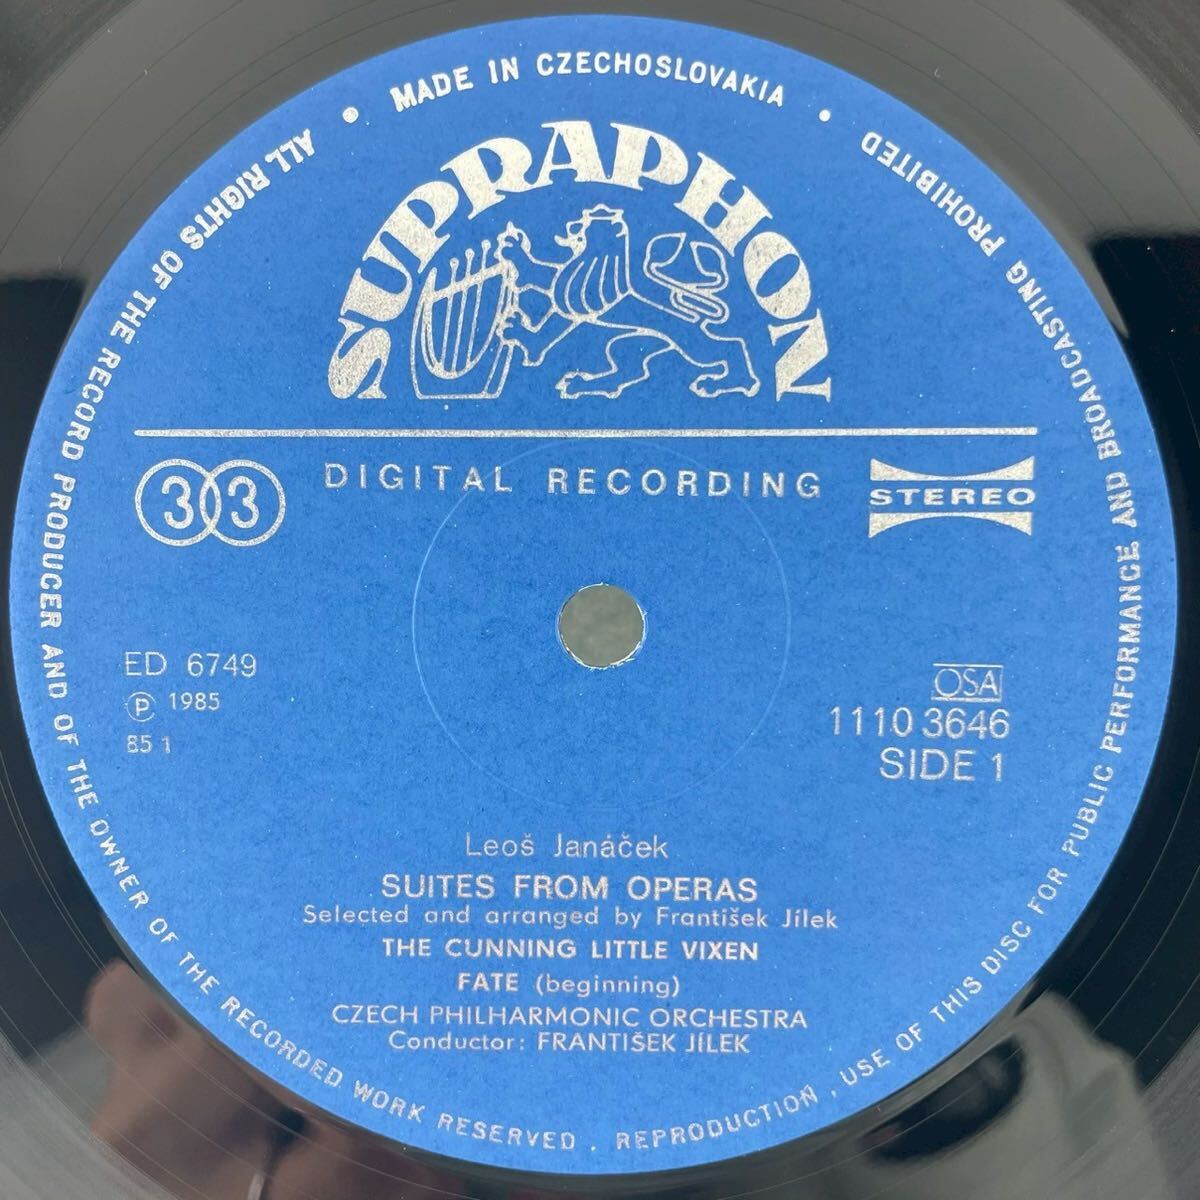 MADE IN CZECHOSLOVAKIA
ALL RIGHTS OF THE RECORD PRODUCER AND OF THE OWNER OF THE RECORDED WORK RESERVED . REPRODUCTION, USE OF THIS DISC FOR PUBLIC PERFORMANCE AND BROADCASTING PROHIBITED
SUPRAPHON
33
DIGITAL RECORDING
STEREO
ED 6749
℗ 1985
85 1
OSA
1110 3646
SIDE 1
Leoš Janáček
SUITES FROM OPERAS
Selected and arranged by František Jílek
THE CUNNING LITTLE VIXEN
FATE (beginning)
CZECH PHILHARMONIC ORCHESTRA
Conductor: FRANTIŠEK JÍLEK